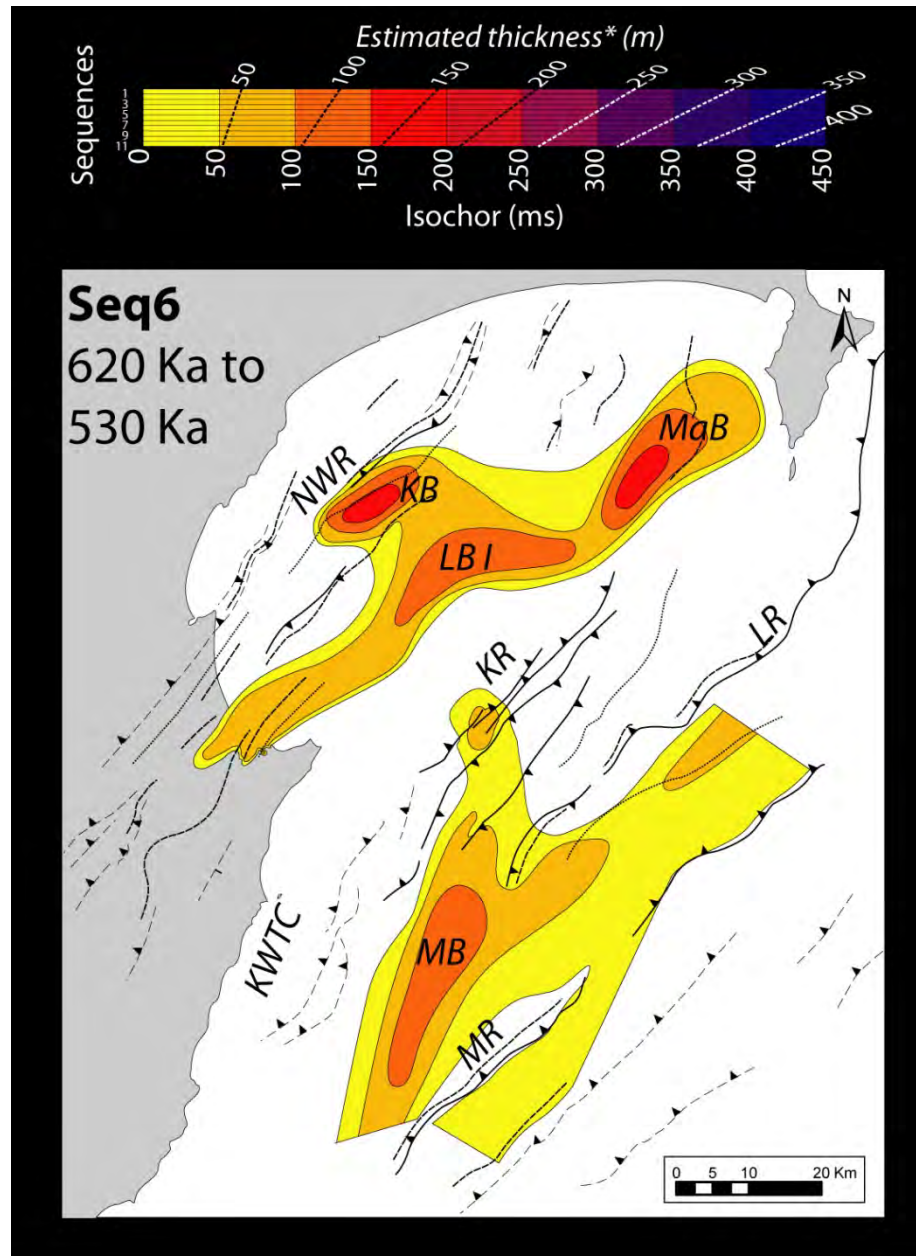 Estimated thickness* (m)
50 100 150 200 250 300 350
400
Sequences
1
3
5
7
9
11
0 50 100 150 200 250 300 350 400 450
Isochor (ms)
Seq6
620 Ka to
530 Ka
N
MaB
NWR
KB
LB I
LR
KR
KWTC
MB
MR
0 5 10 20 Km